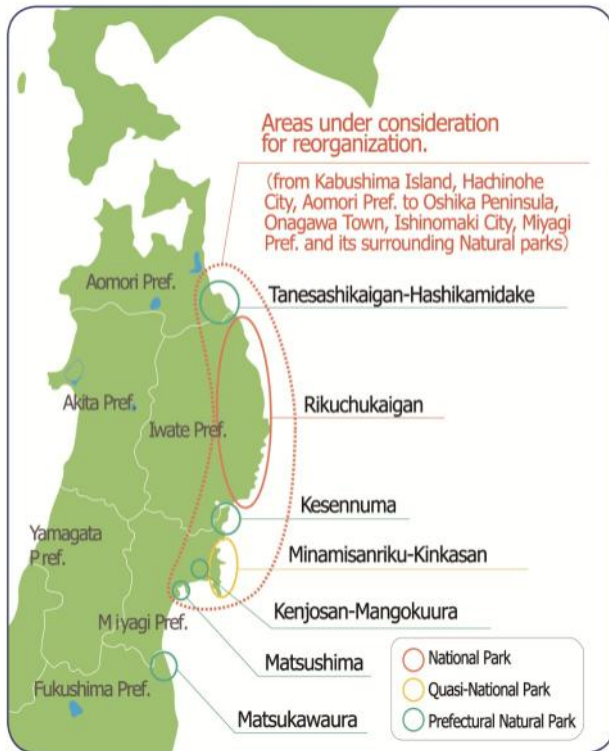 Areas under consideration
for reorganization.
(from Kabushima Island, Hachinohe
City, Aomori Pref. to Oshika Peninsula,
Onagawa Town, Ishinomaki City, Miyagi
Pref. and its surrounding Natural parks)
Aomori Pref.
Tanesashikaigan-Hashikamidake
Akita Pref.
Iwate Pref.
Rikuchukaigan
Kesennuma
Yamagata
Pref.
Minamisanriku-Kinkasan
Kenjosan-Mangokuura
Miyagi Pref.
Matsushima
Fukushima Pref.
Matsukawaura
National Park
Quasi-National Park
Prefectural Natural Park